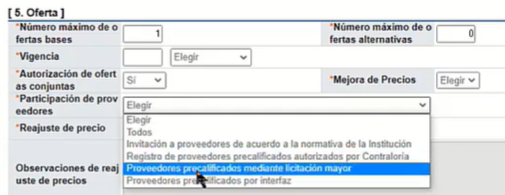 [ 5. Oferta ]
*Número máximo de o
fertas bases
1
*Número máximo de o
fertas alternativas
0
*Vigencia
Elegir
*Autorización de ofert
as conjuntas
Sí
*Mejora de Precios
Elegir
*Participación de prov
eedores
Elegir
*Reajuste de precio
Elegir
Todos
Invitación a proveedores de acuerdo a la normativa de la Institución
Registro de proveedores precalificados autorizados por Contraloría
Proveedores precalificados mediante licitación mayor
Proveedores precalificados por interfaz
Observaciones de reaj
uste de precios